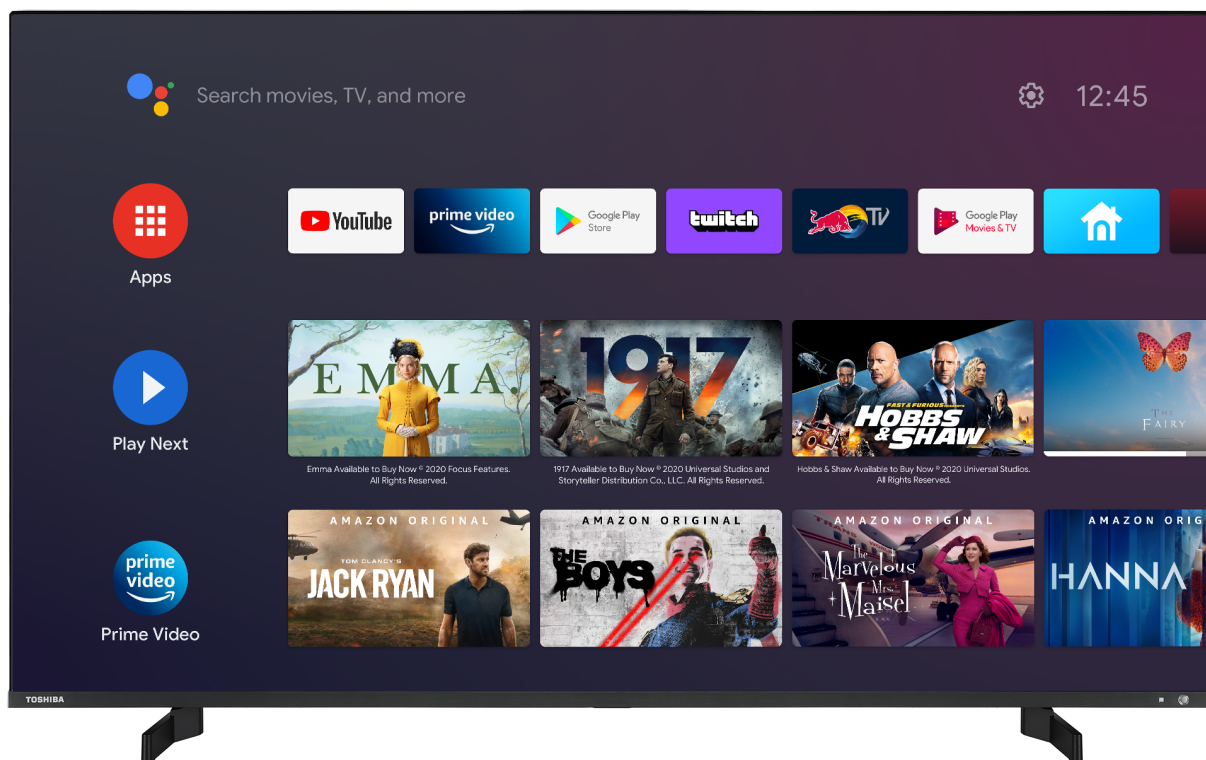 Search movies, TV, and more
12:45
Apps
YouTube
prime video
Google Play
Store
twitch
TV
Google Play
Movies & TV
Play Next
EMMA.
1917
FAST & FURIOUS
HOBBS
& SHAW
THE
FAIRY
Emma Available to Buy Now © 2020 Focus Features.
All Rights Reserved.
1917 Available to Buy Now © 2020 Universal Studios and
Storyteller Distribution Co., LLC. All Rights Reserved.
Hobbs & Shaw Available to Buy Now © 2020 Universal Studios.
All Rights Reserved.
prime
video
Prime Video
AMAZON ORIGINAL
TOM CLANCY'S
JACK RYAN
AMAZON ORIGINAL
THE
BOYS
AMAZON ORIGINAL
The
Marvelous
Mrs.
Maisel
AMAZON ORIG
HANNA
TOSHIBA